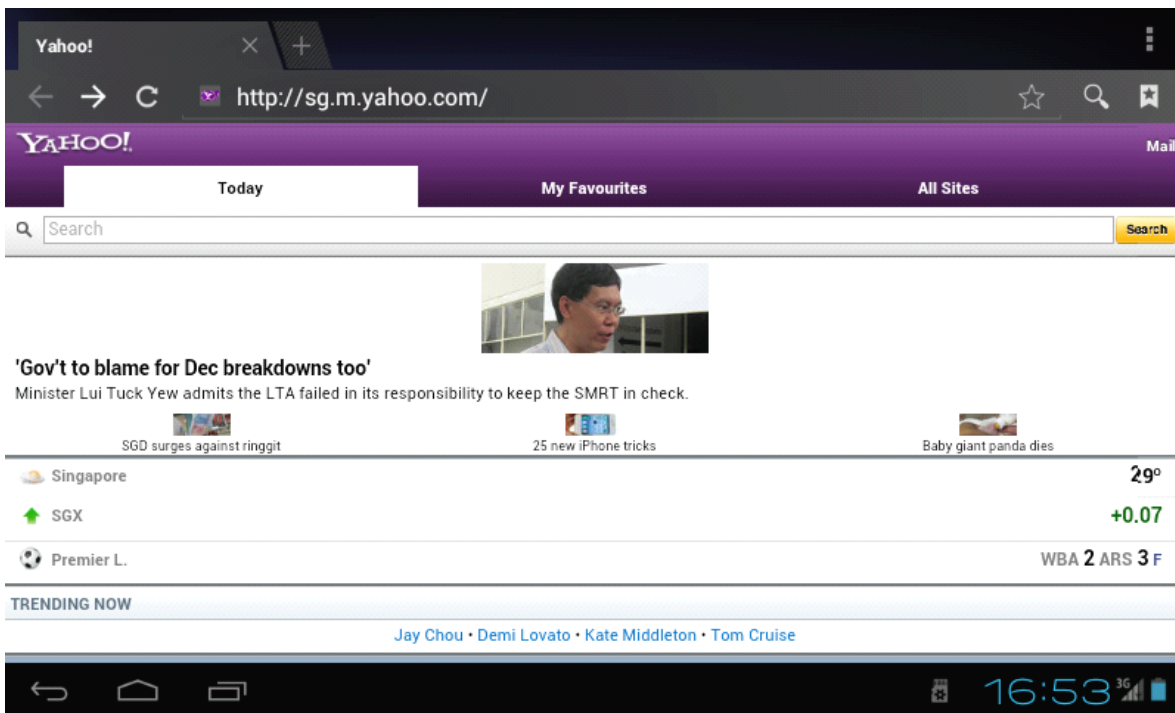 Yahoo!
http://sg.m.yahoo.com/
YAHOO!
Mail
Today My Favourites All Sites
Search Search
'Gov't to blame for Dec breakdowns too'
Minister Lui Tuck Yew admits the LTA failed in its responsibility to keep the SMRT in check.
SGD surges against ringgit 25 new iPhone tricks Baby giant panda dies
Singapore 29°
SGX +0.07
Premier L. WBA 2 ARS 3 F
TRENDING NOW
Jay Chou • Demi Lovato • Kate Middleton • Tom Cruise
16:53 3G